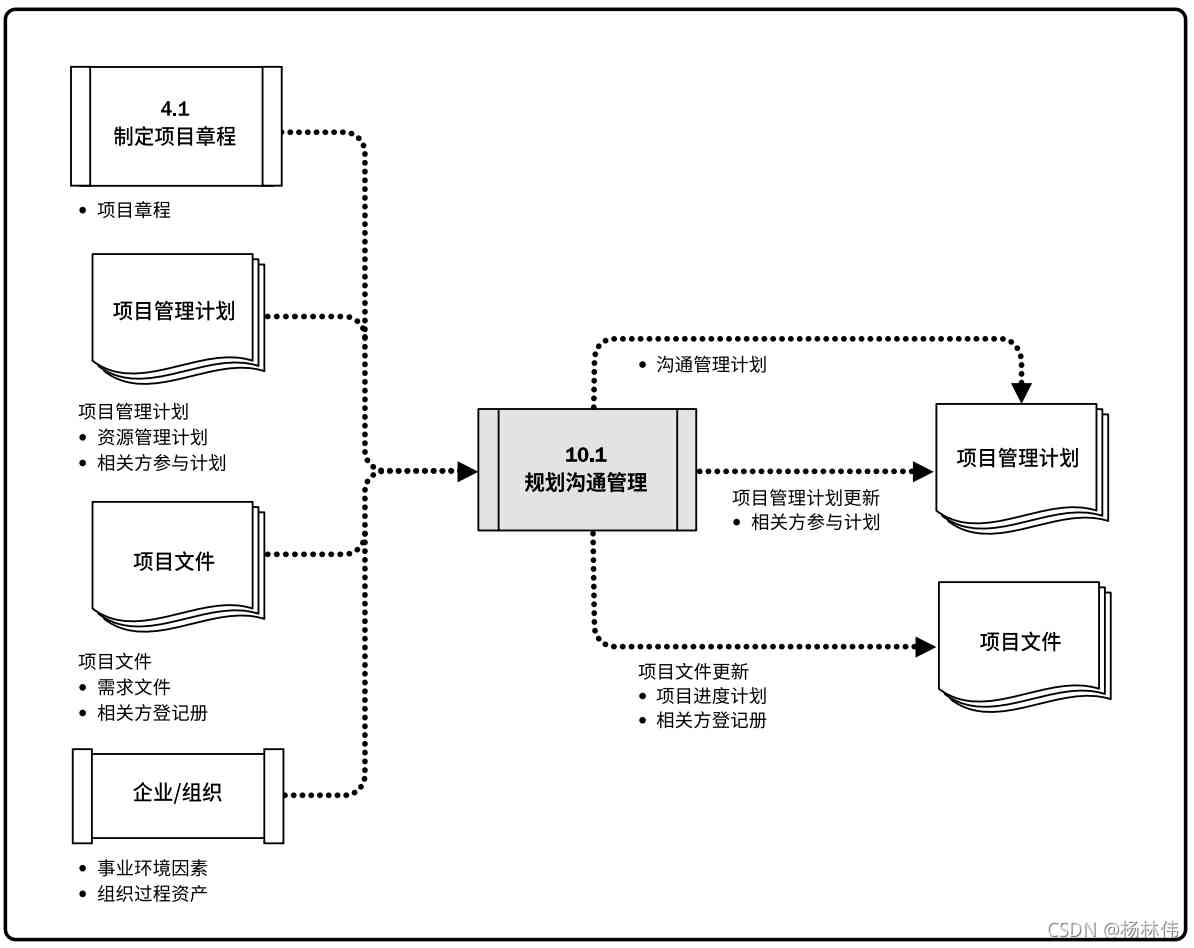 4.1
制定项目章程
• 项目章程
项目管理计划
项目管理计划
• 资源管理计划
• 相关方参与计划
项目文件
项目文件
• 需求文件
• 相关方登记册
企业/组织
• 事业环境因素
• 组织过程资产
10.1
规划沟通管理
• 沟通管理计划
项目管理计划
项目管理计划更新
• 相关方参与计划
项目文件
项目文件更新
• 项目进度计划
• 相关方登记册
CSDN @杨林伟